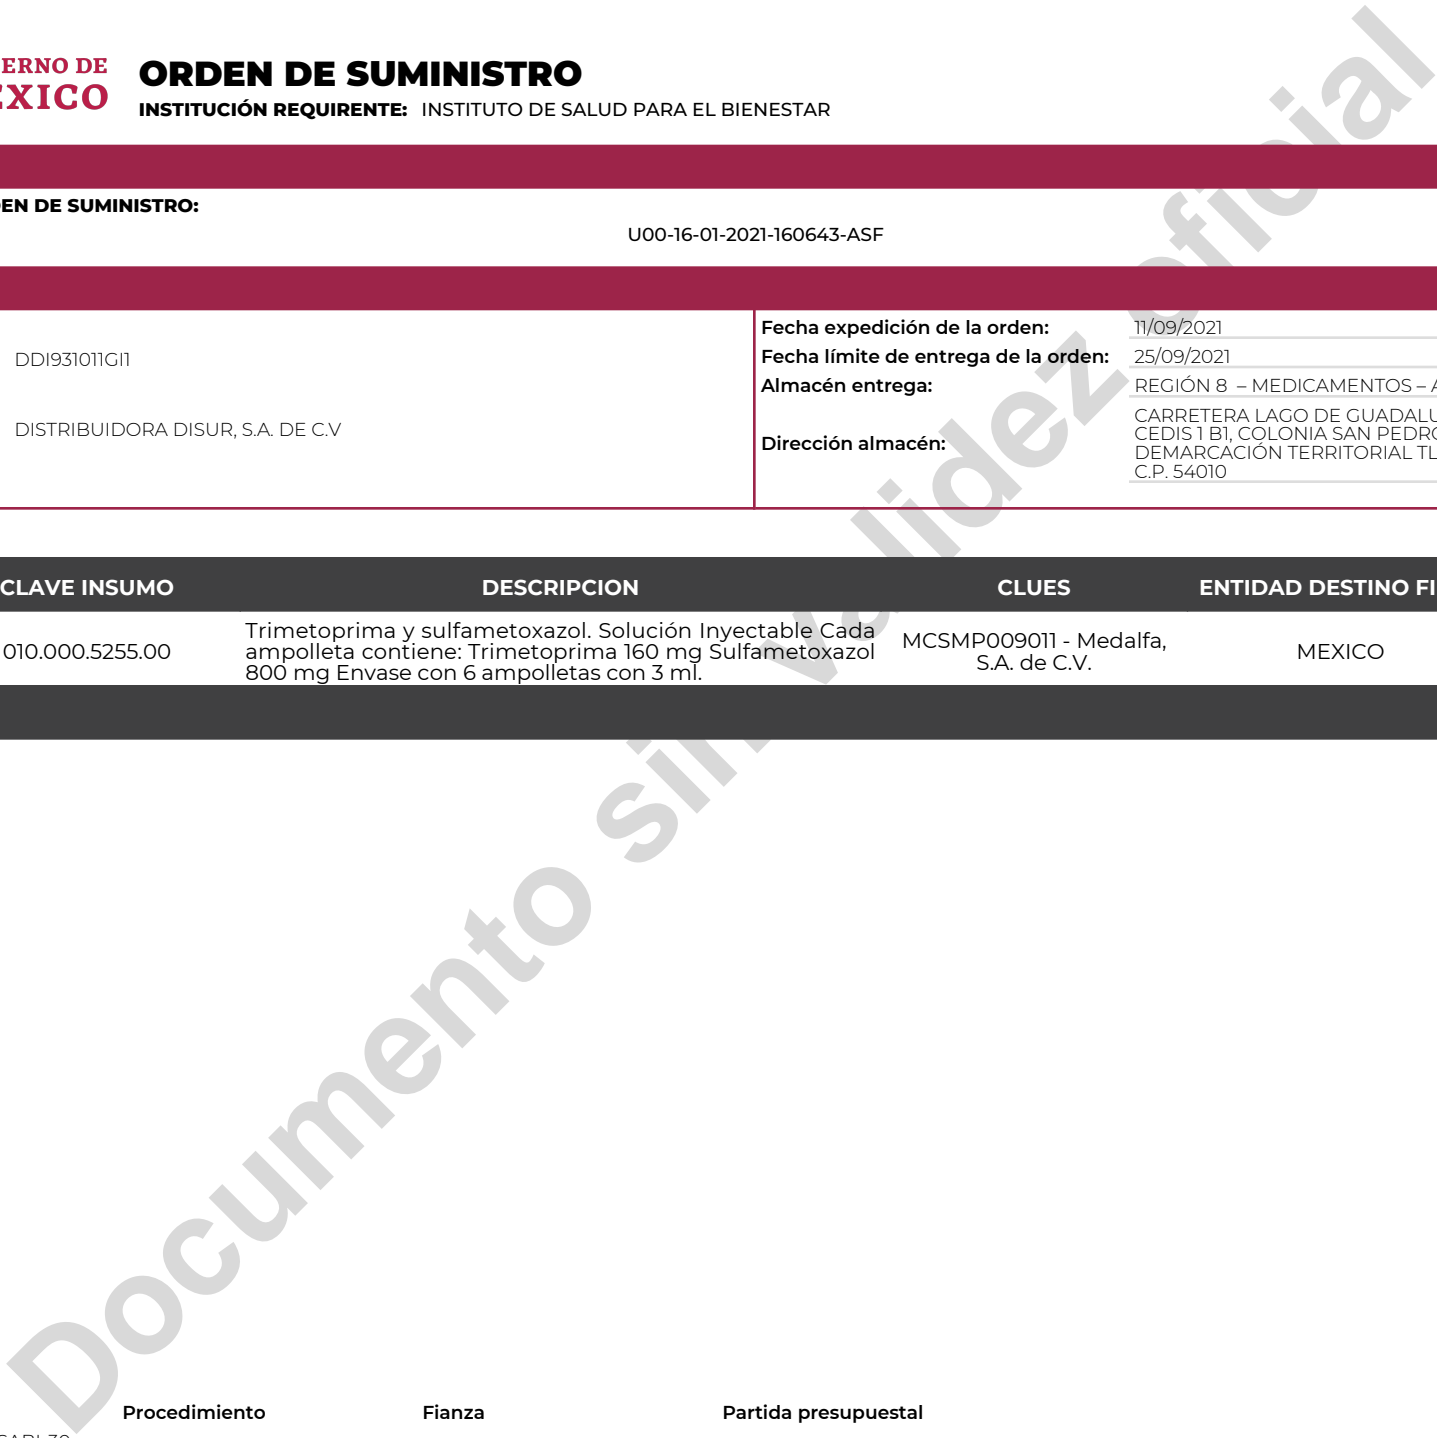 ERNO DE
EXICO
ORDEN DE SUMINISTRO
INSTITUCIÓN REQUIRENTE: INSTITUTO DE SALUD PARA EL BIENESTAR
EN DE SUMINISTRO:
U00-16-01-2021-160643-ASF
DDI931011GI1
DISTRIBUIDORA DISUR, S.A. DE C.V
Fecha expedición de la orden: 11/09/2021
Fecha límite de entrega de la orden: 25/09/2021
Almacén entrega: REGIÓN 8 – MEDICAMENTOS – A
Dirección almacén:
CARRETERA LAGO DE GUADALU
CEDIS 1 B1, COLONIA SAN PEDRO
DEMARCACIÓN TERRITORIAL TL
C.P. 54010
CLAVE INSUMO DESCRIPCION CLUES ENTIDAD DESTINO FI
010.000.5255.00
Trimetoprima y sulfametoxazol. Solución Inyectable Cada
ampolleta contiene: Trimetoprima 160 mg Sulfametoxazol
800 mg Envase con 6 ampolletas con 3 ml.
MCSMP009011 - Medalfa,
S.A. de C.V.
MEXICO
Documento sin validez oficial
Procedimiento Fianza Partida presupuestal